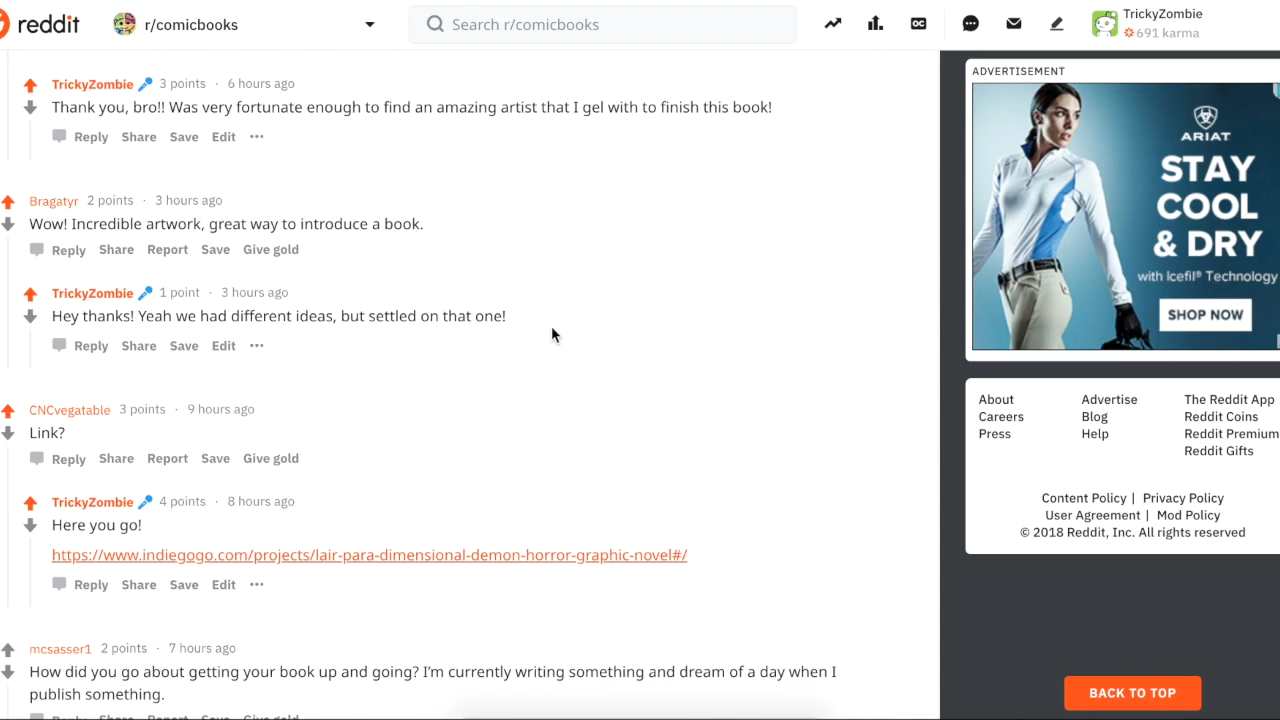 reddit
r/comicbooks
Search r/comicbooks
OC
TrickyZombie
691 karma
TrickyZombie 3 points · 6 hours ago
Thank you, bro!! Was very fortunate enough to find an amazing artist that I gel with to finish this book!
Reply Share Save Edit ···
Bragatyr 2 points · 3 hours ago
Wow! Incredible artwork, great way to introduce a book.
Reply Share Report Save Give gold
TrickyZombie 1 point · 3 hours ago
Hey thanks! Yeah we had different ideas, but settled on that one!
Reply Share Save Edit ···
CNCvegatable 3 points · 9 hours ago
Link?
Reply Share Report Save Give gold
TrickyZombie 4 points · 8 hours ago
Here you go!
https://www.indiegogo.com/projects/lair-para-dimensional-demon-horror-graphic-novel#/
Reply Share Save Edit ···
mcsasser1 2 points · 7 hours ago
How did you go about getting your book up and going? I'm currently writing something and dream of a day when I
publish something.
Reply Share Report Save Give gold
ADVERTISEMENT
ARIAT
STAY
COOL
& DRY
with Icefil® Technology
SHOP NOW
About Advertise The Reddit App
Careers Blog Reddit Coins
Press Help Reddit Premium
Reddit Gifts
Content Policy | Privacy Policy
User Agreement | Mod Policy
© 2018 Reddit, Inc. All rights reserved
BACK TO TOP